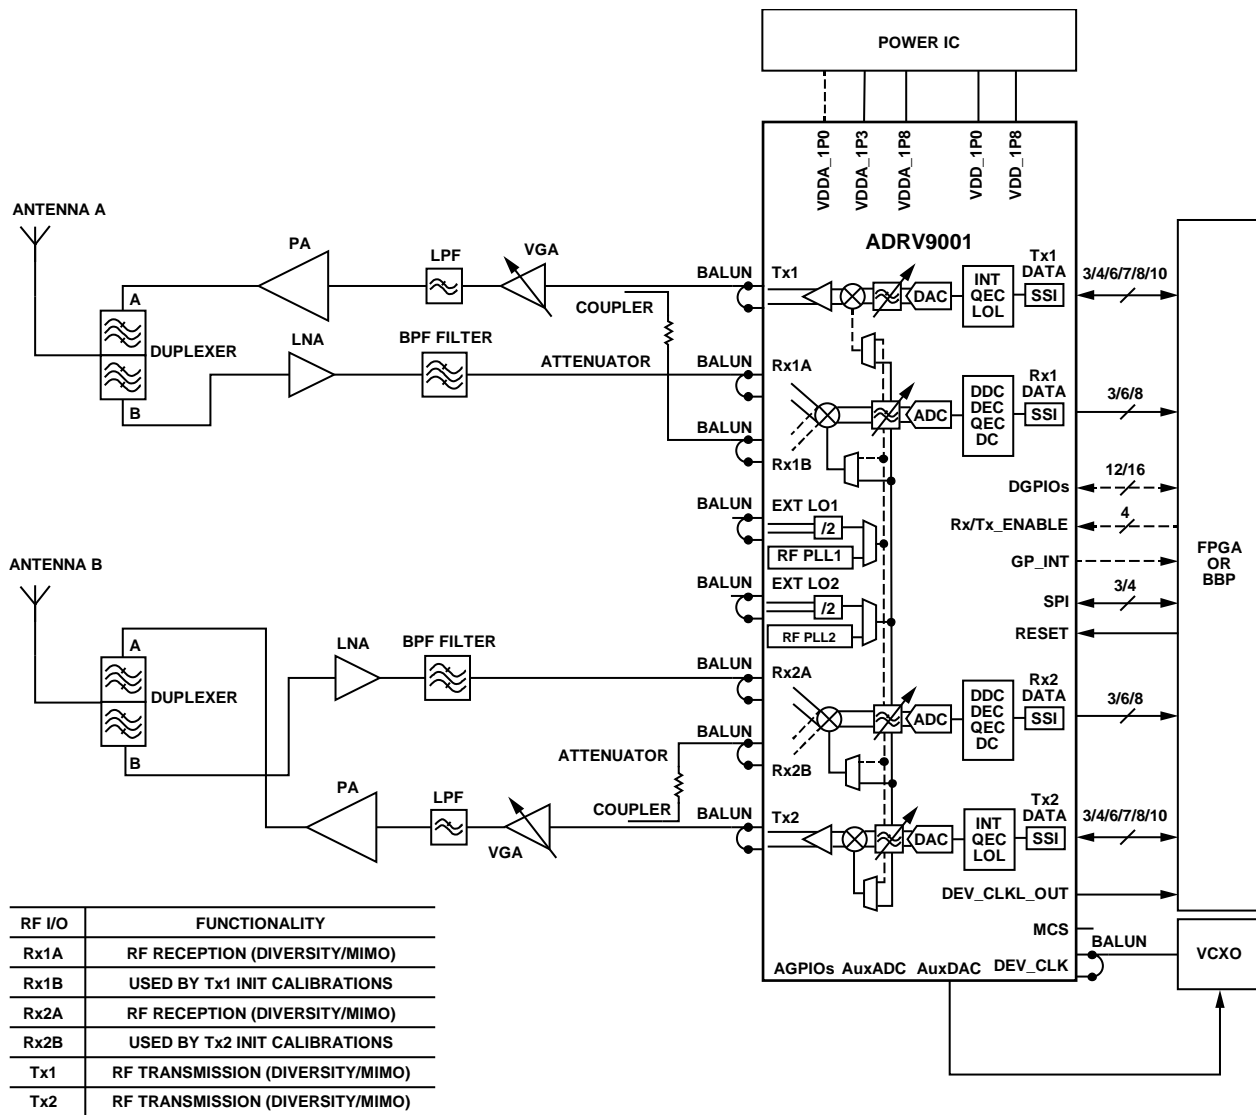 POWER IC
VDDA_1P0
VDDA_1P3
VDDA_1P8
VDD_1P0
VDD_1P8
ADRV9001
ANTENNA A
PA
LPF
VGA
BALUN
Tx1
COUPLER
A
DUPLEXER
B
LNA
BPF FILTER
ATTENUATOR
BALUN
Rx1A
BALUN
Rx1B
DAC
INT
QEC
LOL
Tx1
DATA
SSI
3/4/6/7/8/10
ADC
DDC
DEC
QEC
DC
Rx1
DATA
SSI
3/6/8
BALUN
EXT LO1
/2
RF PLL1
BALUN
EXT LO2
/2
RF PLL2
DGPIOs
12/16
Rx/Tx_ENABLE
4
GP_INT
SPI
3/4
RESET
FPGA
OR
BBP
ANTENNA B
A
DUPLEXER
B
LNA
BPF FILTER
BALUN
Rx2A
BALUN
Rx2B
ATTENUATOR
COUPLER
PA
LPF
VGA
BALUN
Tx2
ADC
DDC
DEC
QEC
DC
Rx2
DATA
SSI
3/6/8
DAC
INT
QEC
LOL
Tx2
DATA
SSI
3/4/6/7/8/10
DEV_CLKL_OUT
MCS
BALUN
VCXO
AGPIOs AuxADC AuxDAC DEV_CLK
RF I/O FUNCTIONALITY
Rx1A RF RECEPTION (DIVERSITY/MIMO)
Rx1B USED BY Tx1 INIT CALIBRATIONS
Rx2A RF RECEPTION (DIVERSITY/MIMO)
Rx2B USED BY Tx2 INIT CALIBRATIONS
Tx1 RF TRANSMISSION (DIVERSITY/MIMO)
Tx2 RF TRANSMISSION (DIVERSITY/MIMO)